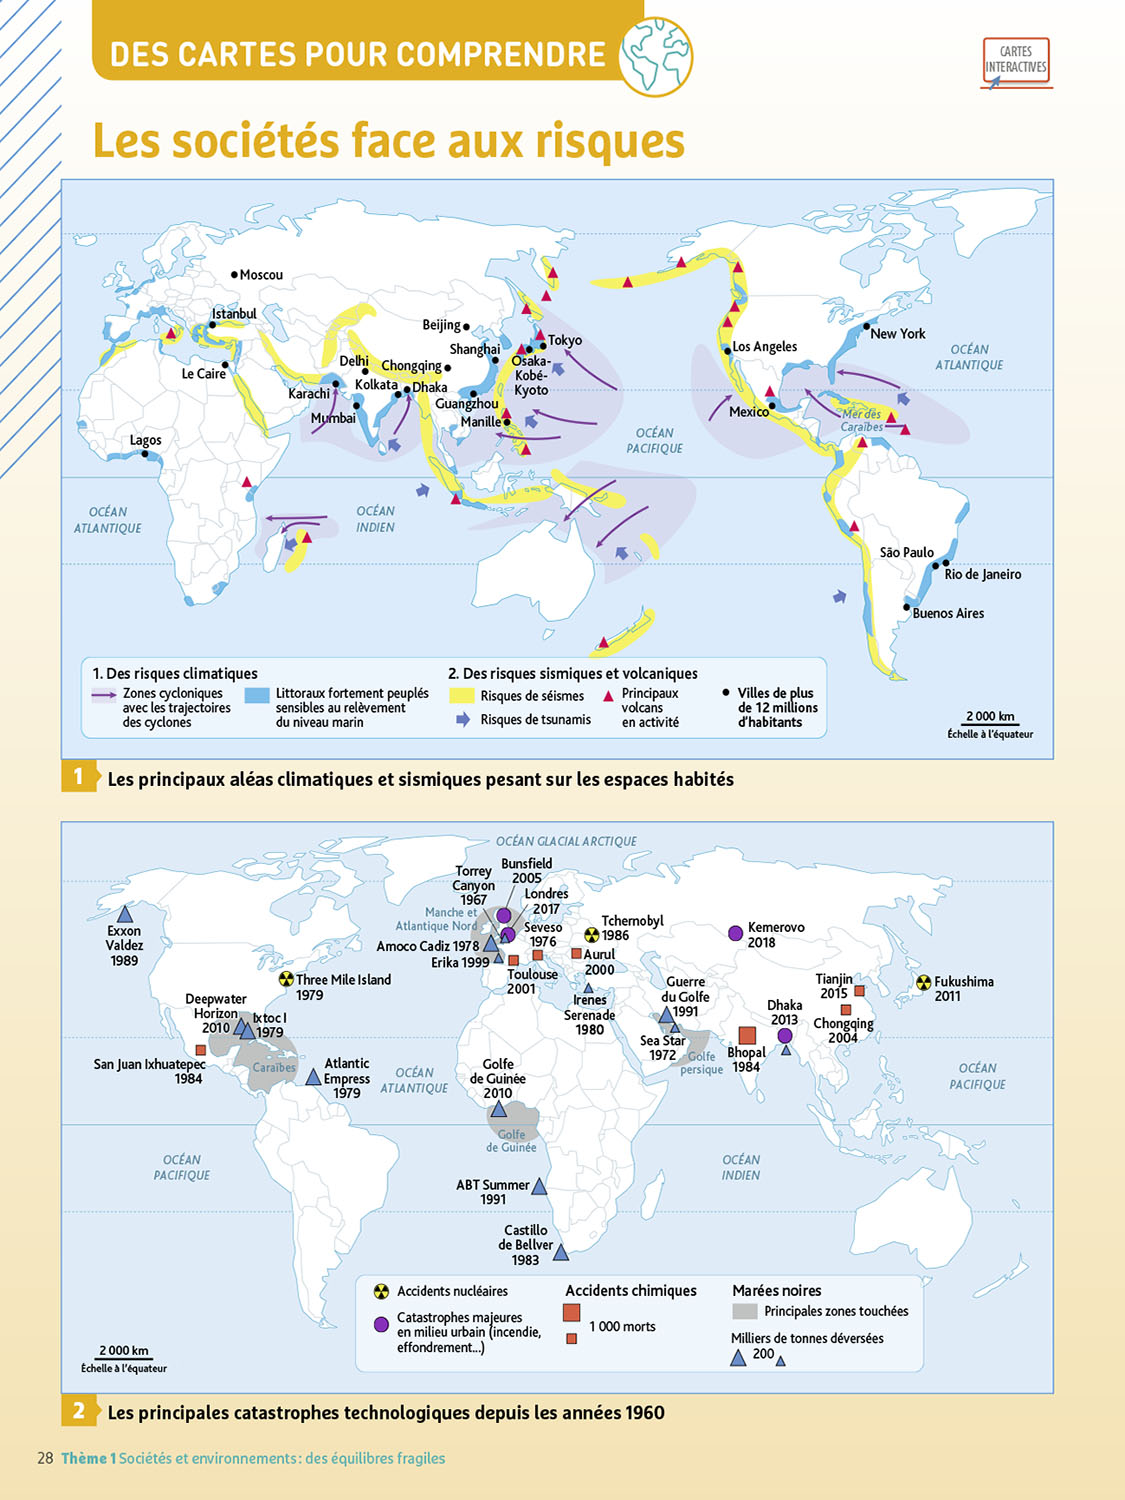 DES CARTES POUR COMPRENDRE
CARTES
INTERACTIVES
Les sociétés face aux risques
Moscou
Istanbul
Beijing
Tokyo
Shanghai
Osaka-
Kobé-
Kyoto
Le Caire
Delhi
Chongqing
Karachi
Kolkata
Dhaka
Mumbai
Guangzhou
Manille
Lagos
New York
Los Angeles
Mexico
OCÉAN
ATLANTIQUE
Mer des
Caraïbes
OCÉAN
PACIFIQUE
OCÉAN
ATLANTIQUE
OCÉAN
INDIEN
São Paulo
Rio de Janeiro
Buenos Aires
1. Des risques climatiques
Zones cycloniques
avec les trajectoires
des cyclones
Littoraux fortement peuplés
sensibles au relèvement
du niveau marin
2. Des risques sismiques et volcaniques
Risques de séismes
Risques de tsunamis
Principaux
volcans
en activité
Villes de plus
de 12 millions
d'habitants
2 000 km
Échelle à l'équateur
1 Les principaux aléas climatiques et sismiques pesant sur les espaces habités
OCÉAN GLACIAL ARCTIQUE
Torrey
Canyon
1967
Bunsfield
2005
Londres
2017
Manche et
Atlantique Nord
Seveso
1976
Tchernobyl
1986
Kemerovo
2018
Exxon
Valdez
1989
Amoco Cadiz 1978
Erika 1999
Aurul
2000
Toulouse
2001
Three Mile Island
1979
Irenes
Serenade
1980
Guerre
du Golfe
1991
Tianjin
2015
Fukushima
2011
Deepwater
Horizon
2010
Ixtoc I
1979
Dhaka
2013
Chongqing
2004
Sea Star
1972
Golfe
persique
Bhopal
1984
San Juan Ixhuatepec
1984
Caraïbes
Atlantic
Empress
1979
OCÉAN
ATLANTIQUE
Golfe
de Guinée
2010
OCÉAN
PACIFIQUE
Golfe
de Guinée
OCÉAN
PACIFIQUE
OCÉAN
INDIEN
ABT Summer
1991
Castillo
de Bellver
1983
Accidents nucléaires
Catastrophes majeures
en milieu urbain (incendie,
effondrement...)
Accidents chimiques
1 000 morts
Marées noires
Principales zones touchées
Milliers de tonnes déversées
200
2 000 km
Échelle à l'équateur
2 Les principales catastrophes technologiques depuis les années 1960
28 Thème 1 Sociétés et environnements : des équilibres fragiles